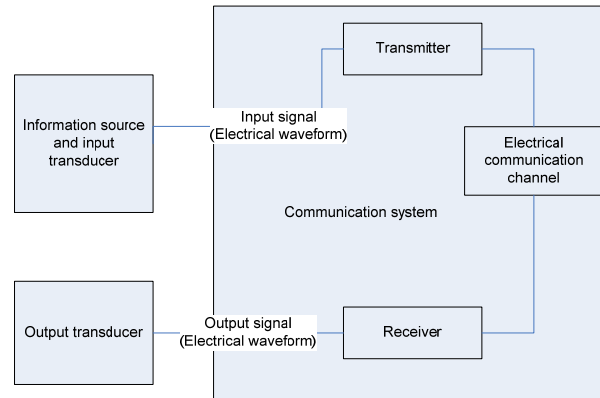 Transmitter
Information source
and input
transducer
Input signal
(Electrical waveform)
Electrical
communication
channel
Communication system
Output transducer
Output signal
(Electrical waveform)
Receiver